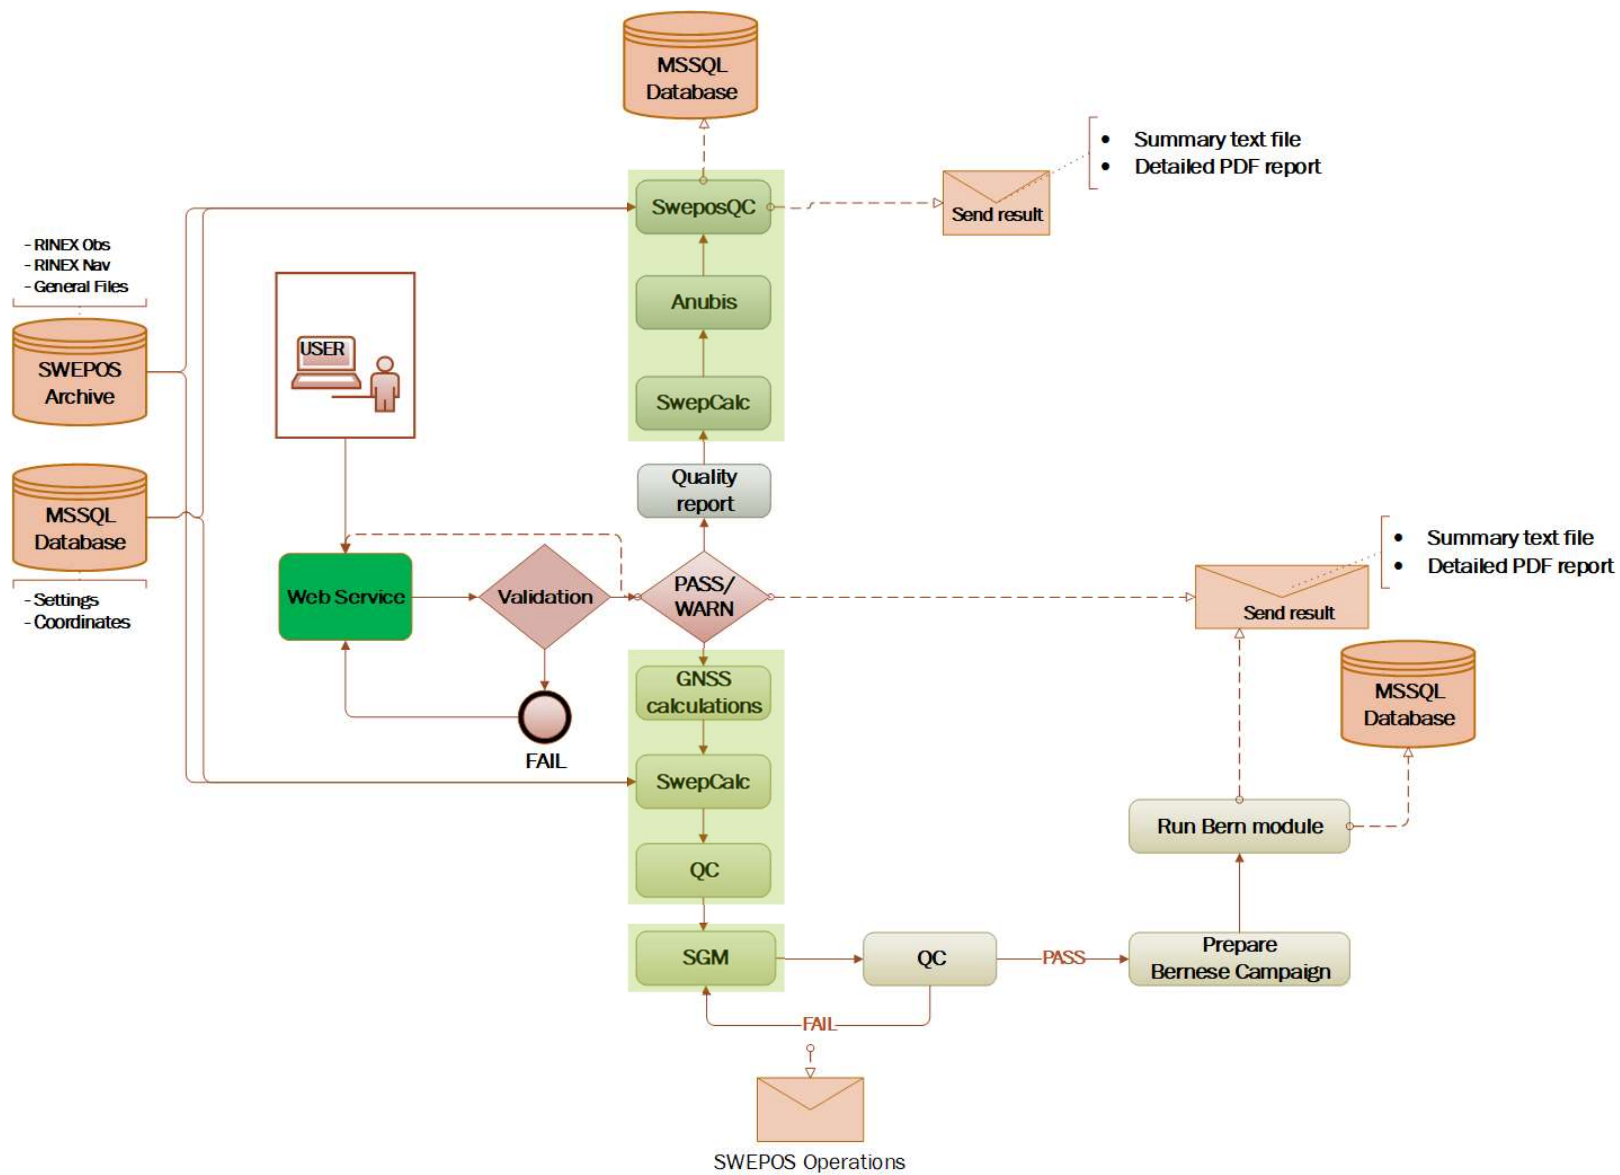 MSSQL
Database
• Summary text file
• Detailed PDF report
SweposQC
Send result
- RINEX Obs
- RINEX Nav
- General Files
Anubis
USER
SWEPOS
Archive
SwepCalc
Quality
report
MSSQL
Database
• Summary text file
• Detailed PDF report
Web Service
Validation
PASS/
WARN
- Settings
- Coordinates
Send result
GNSS
calculations
MSSQL
Database
FAIL
SwepCalc
Run Bern module
QC
SGM
QC
PASS
Prepare
Bernese Campaign
FAIL
SWEPOS Operations